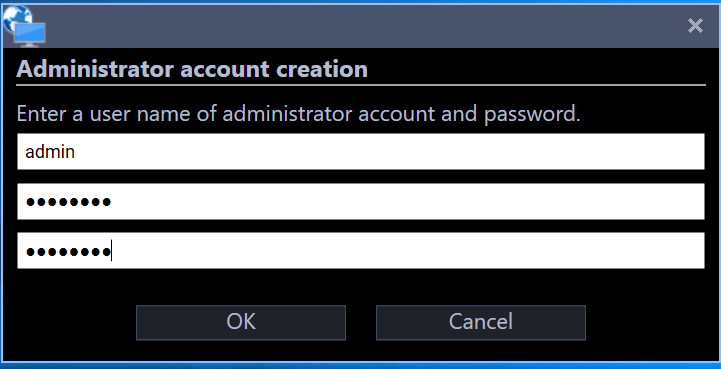 Administrator account creation
Enter a user name of administrator account and password.
admin
••••••••
••••••••
OK
Cancel